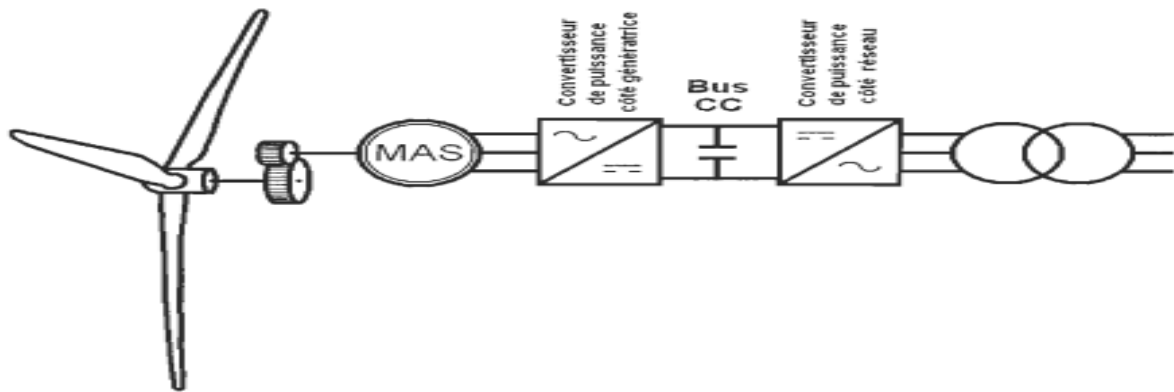 MAS
Convertisseur
de puissance
côté génératrice
Bus
CC
Convertisseur
de puissance
côté réseau